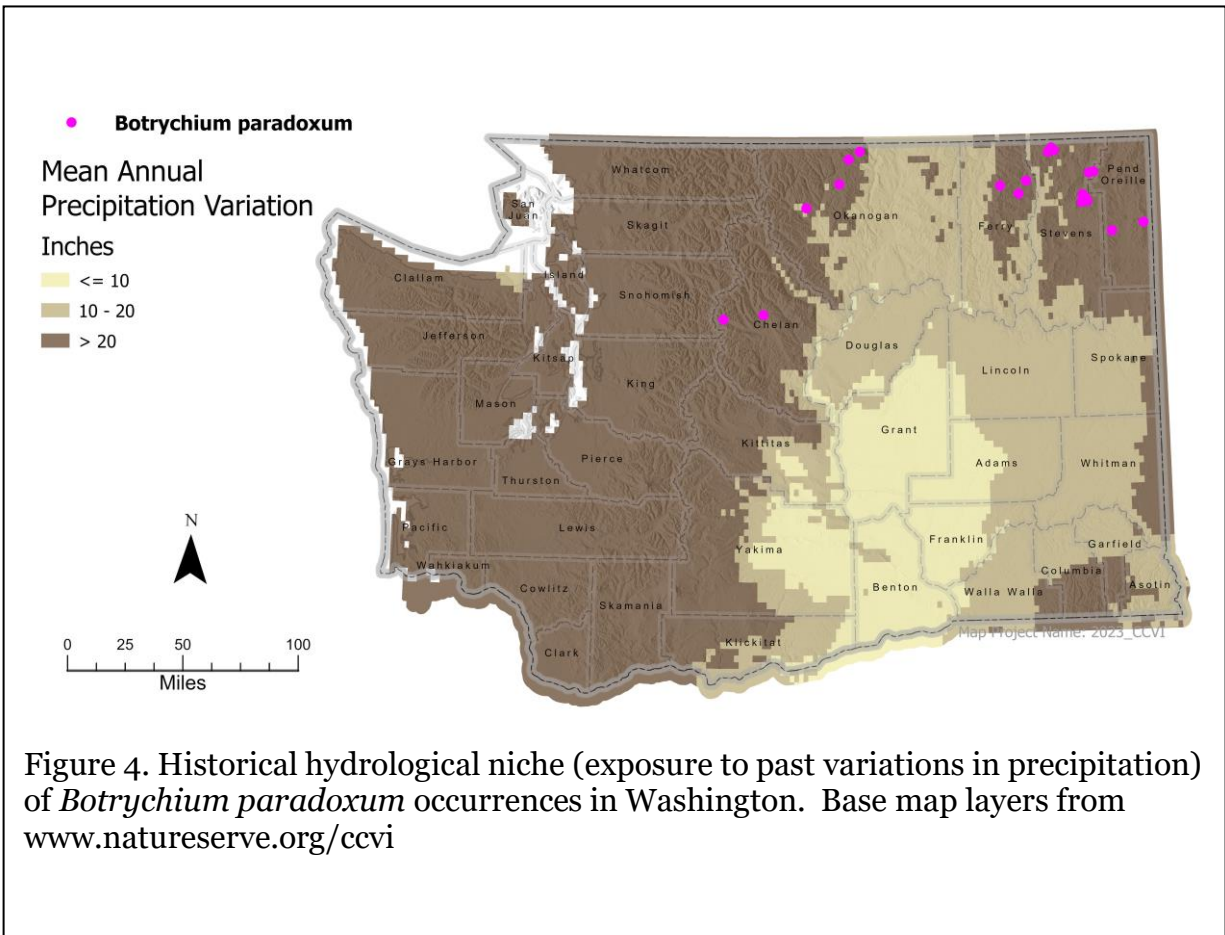 Botrychium paradoxum
Mean Annual
Precipitation Variation
Inches
<= 10
10 - 20
> 20
Whatcom
Pend
Oreille
San
Juan
Okanogan
Ferry
Stevens
Skagit
Clallam
Island
Snohomish
Chelan
Jefferson
Douglas
Kitsap
Spokane
King
Lincoln
Mason
Grant
Kittitas
Grays Harbor
Pierce
Adams
Whitman
Thurston
Pacific
Lewis
Yakima
Franklin
Garfield
Wahkiakum
Columbia
Cowlitz
Benton
Walla Walla
Asotin
Skamania
Klickitat
Clark
Map Project Name: 2023_CCVI
N
0 25 50 100
Miles
Figure 4. Historical hydrological niche (exposure to past variations in precipitation)
of Botrychium paradoxum occurrences in Washington. Base map layers from
www.natureserve.org/ccvi